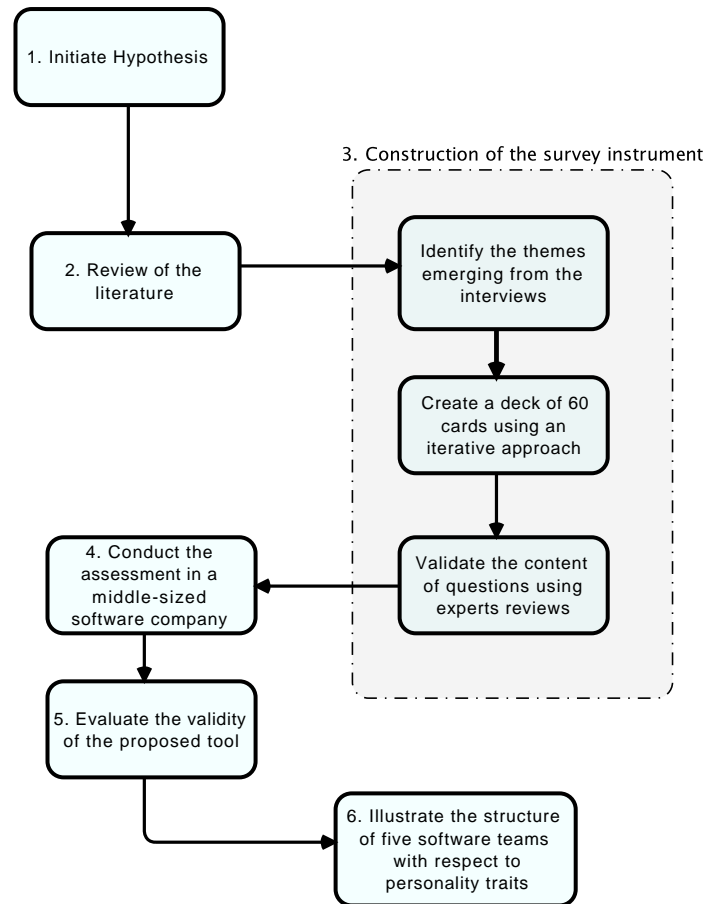 1. Initiate Hypothesis
2. Review of the
literature
3. Construction of the survey instrument
Identify the themes
emerging from the
interviews
Create a deck of 60
cards using an
iterative approach
Validate the content
of questions using
experts reviews
4. Conduct the
assessment in a
middle-sized
software company
5. Evaluate the validity
of the proposed tool
6. Illustrate the structure
of five software teams
with respect to
personality traits